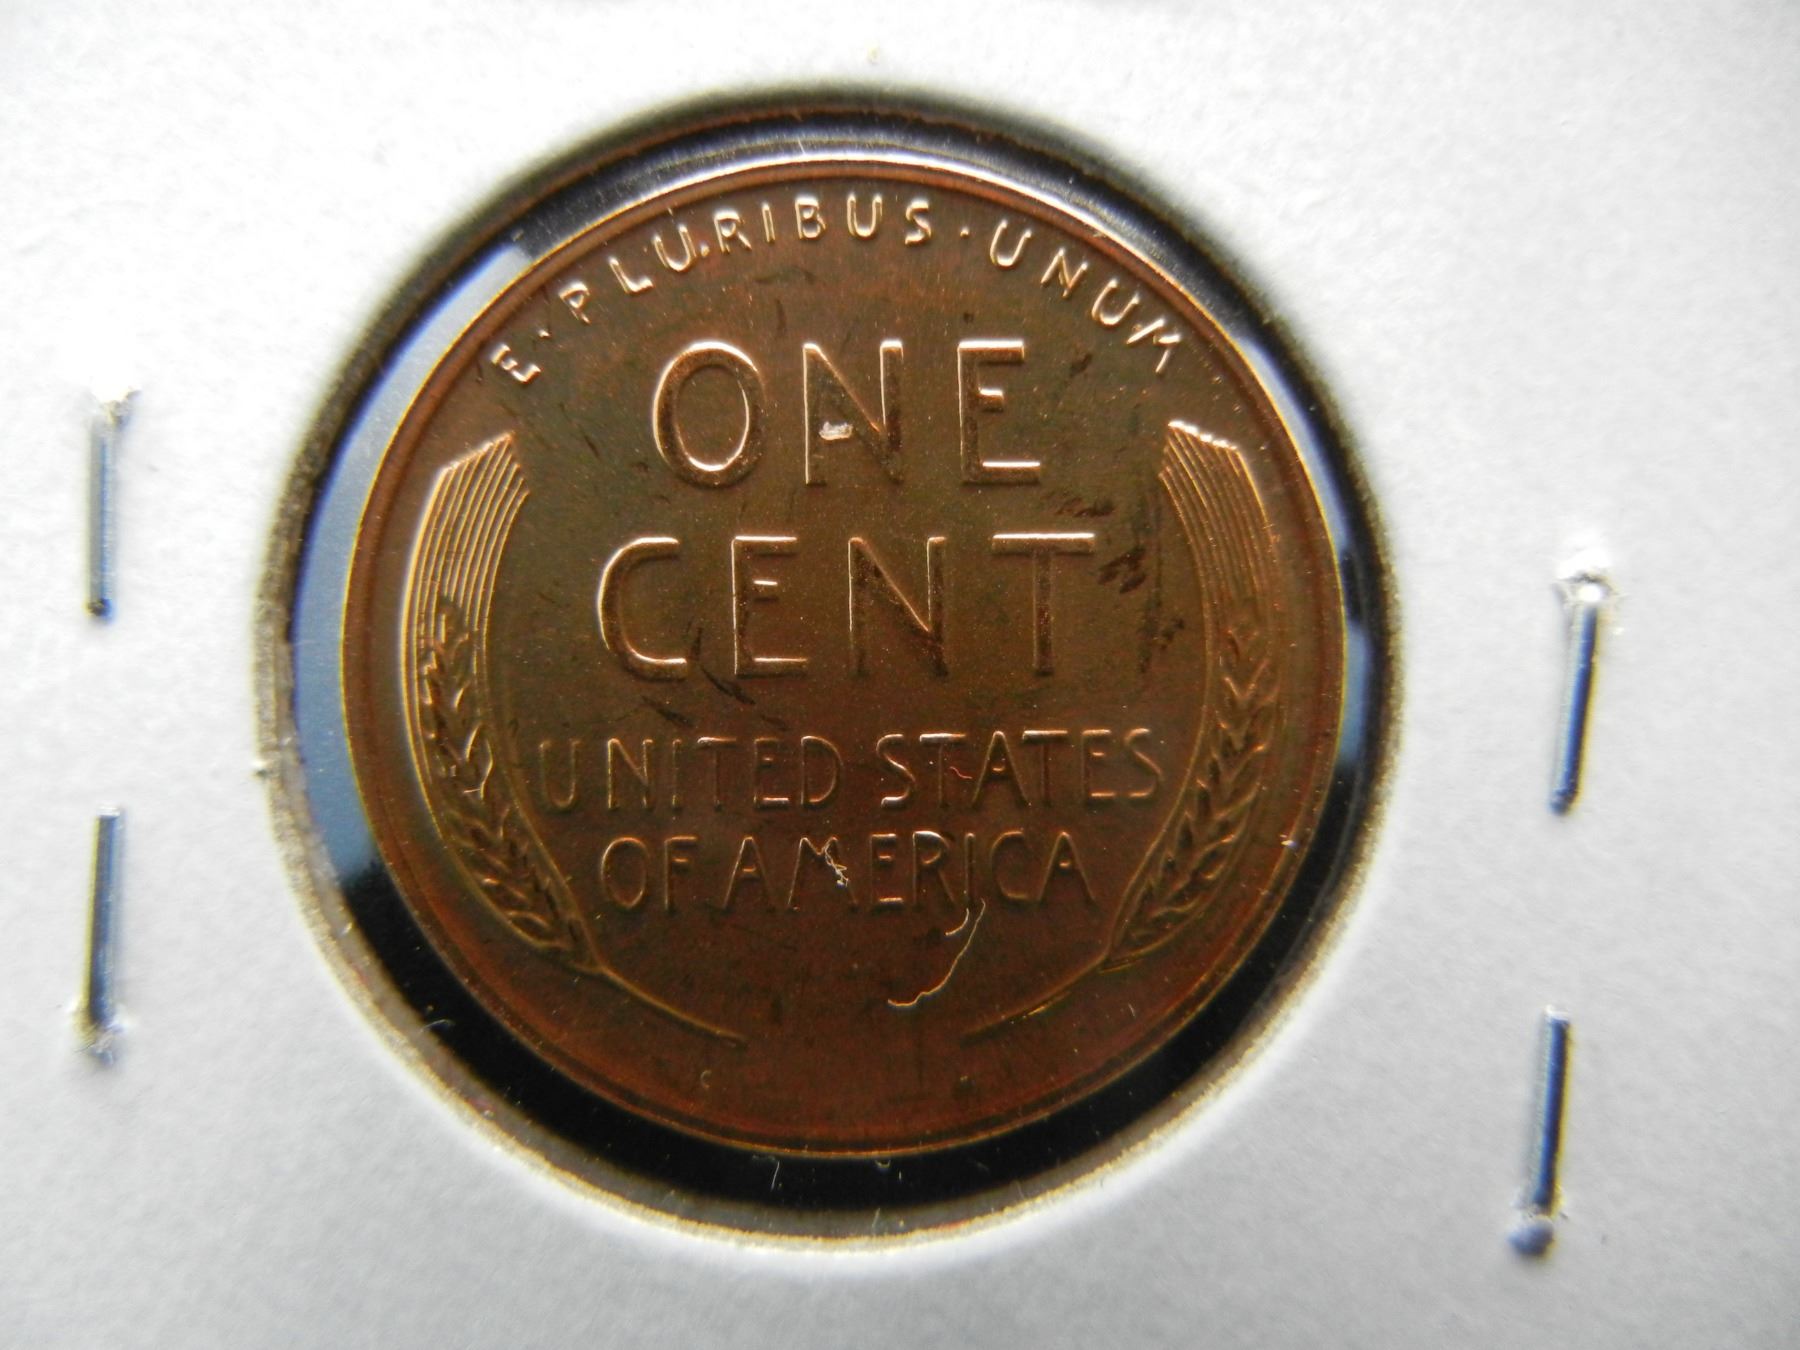 E·PLURIBUS·UNUM
ONE
CENT
UNITED STATES
OF AMERICA